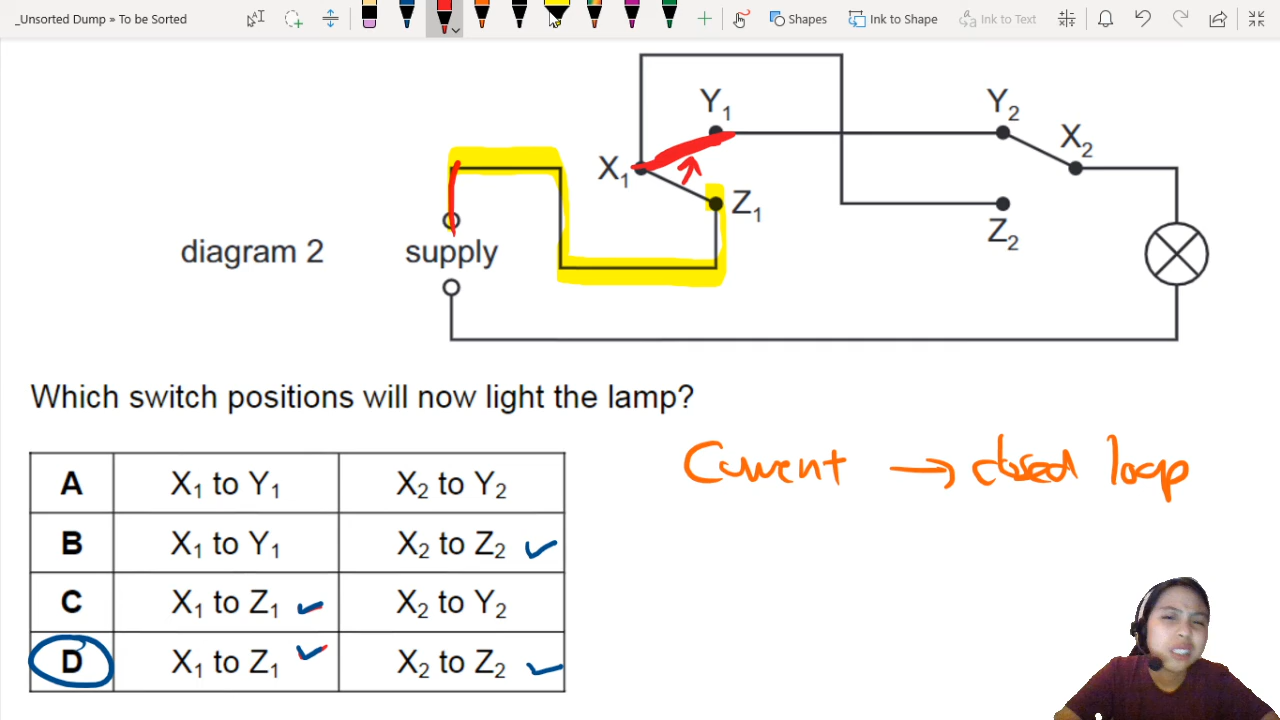 _Unsorted Dump » To be Sorted
Shapes
Ink to Shape
Ink to Text
Y1
Y2
X2
X1
Z1
Z2
diagram 2
supply
Which switch positions will now light the lamp?
Current → closed loop
A X1 to Y1 X2 to Y2
B X1 to Y1 X2 to Z2 ✓
C X1 to Z1 ✓ X2 to Y2
D X1 to Z1 ✓ X2 to Z2 ✓